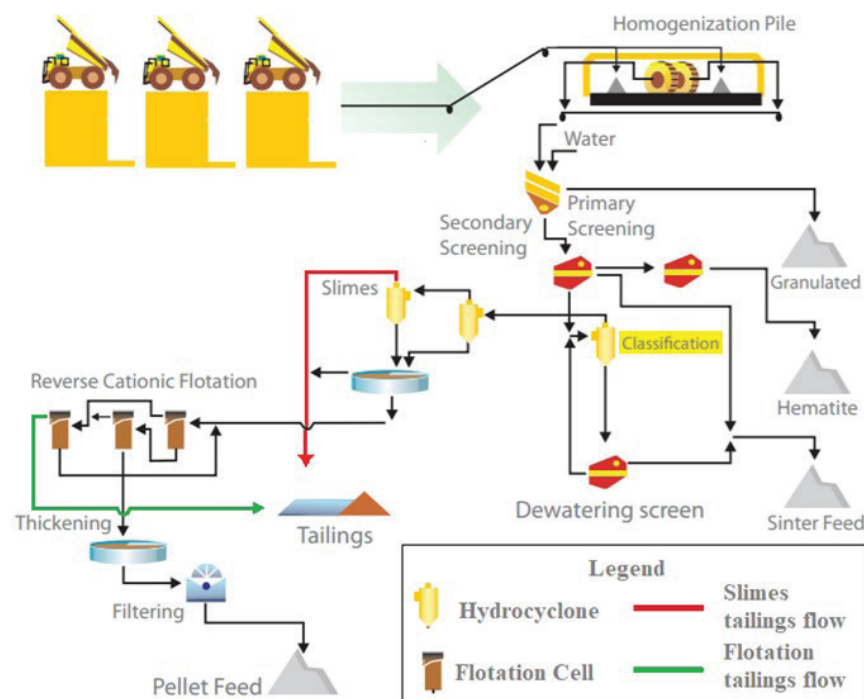 Homogenization Pile
Water
Primary
Screening
Secondary
Screening
Granulated
Slimes
Classification
Reverse Cionic Flotation
Hematite
Thickening
Tailings
Dewatering screen
Sinter Feed
Filtering
Pellet Feed
Legend
Hydrocyclone
Slimes
tailings flow
Flotation Cell
Flotation
tailings flow